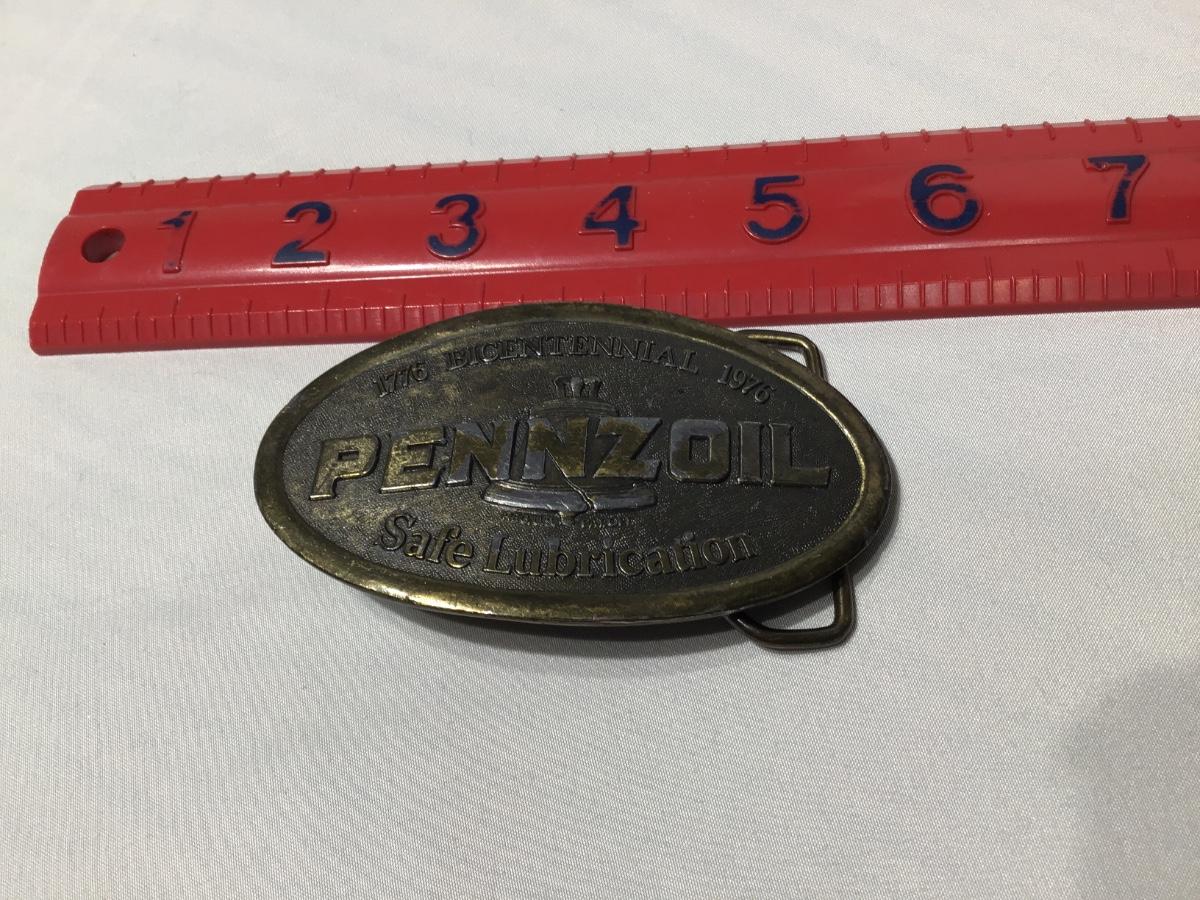 1 2 3 4 5 6 7
1776 BICENTENNIAL 1976
PENNZOIL
Safe Lubrication